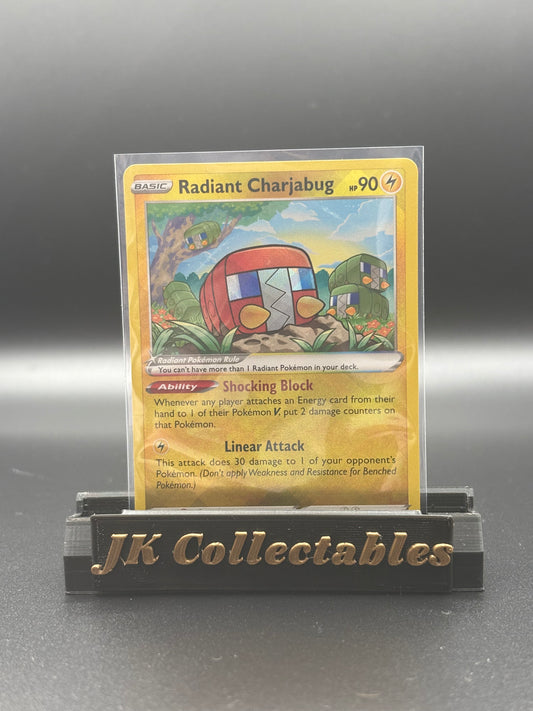 BASIC Radiant Charjabug HP 90
Radiant Pokémon Rule
You can't have more than 1 Radiant Pokémon in your deck.
Ability Shocking Block
Whenever any player attaches an Energy card from their
hand to 1 of their Pokémon V, put 2 damage counters on
that Pokémon.
Linear Attack
This attack does 30 damage to 1 of your opponent's
Pokémon. (Don't apply Weakness and Resistance for Benched
Pokémon.)
JK Collectables